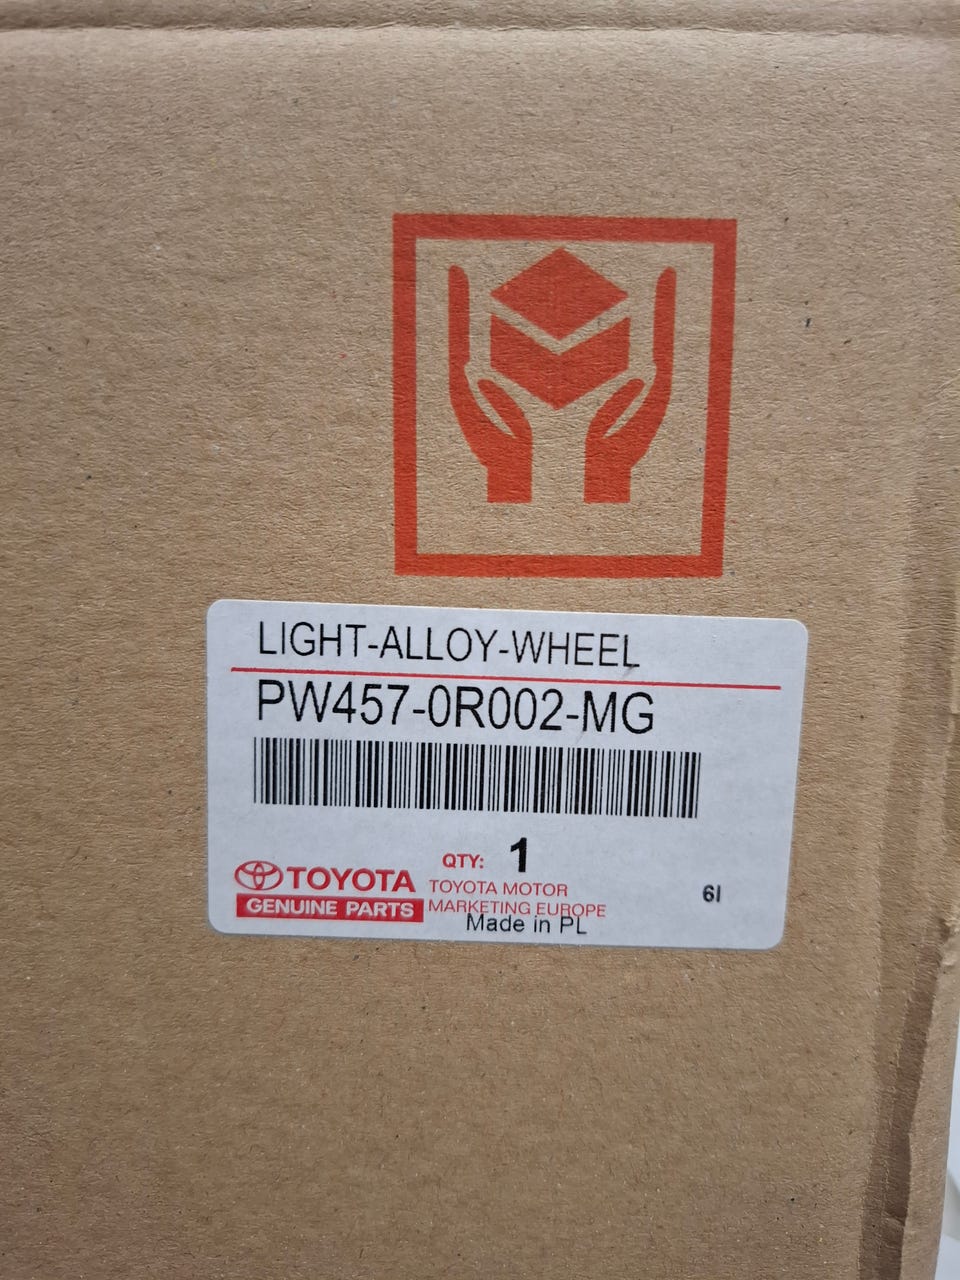 LIGHT-ALLOY-WHEEL
PW457-0R002-MG
QTY: 1
TOYOTA
GENUINE PARTS
TOYOTA MOTOR
MARKETING EUROPE
Made in PL
6I